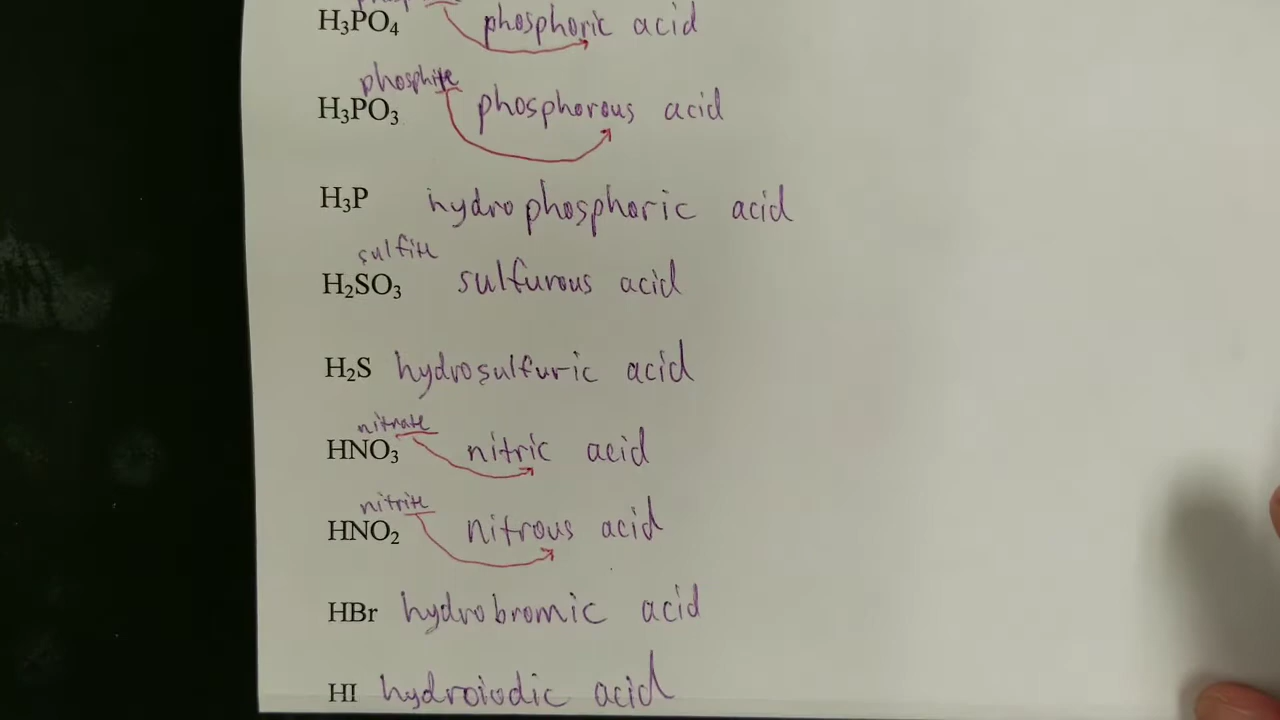 H₃PO₄ phosphoric acid
phosphite
H₃PO₃ phosphorous acid
H₃P hydrophosphoric acid
sulfite
H₂SO₃ sulfurous acid
H₂S hydrosulfuric acid
nitrate
HNO₃ nitric acid
nitrite
HNO₂ nitrous acid
HBr hydrobromic acid
HI hydroiodic acid